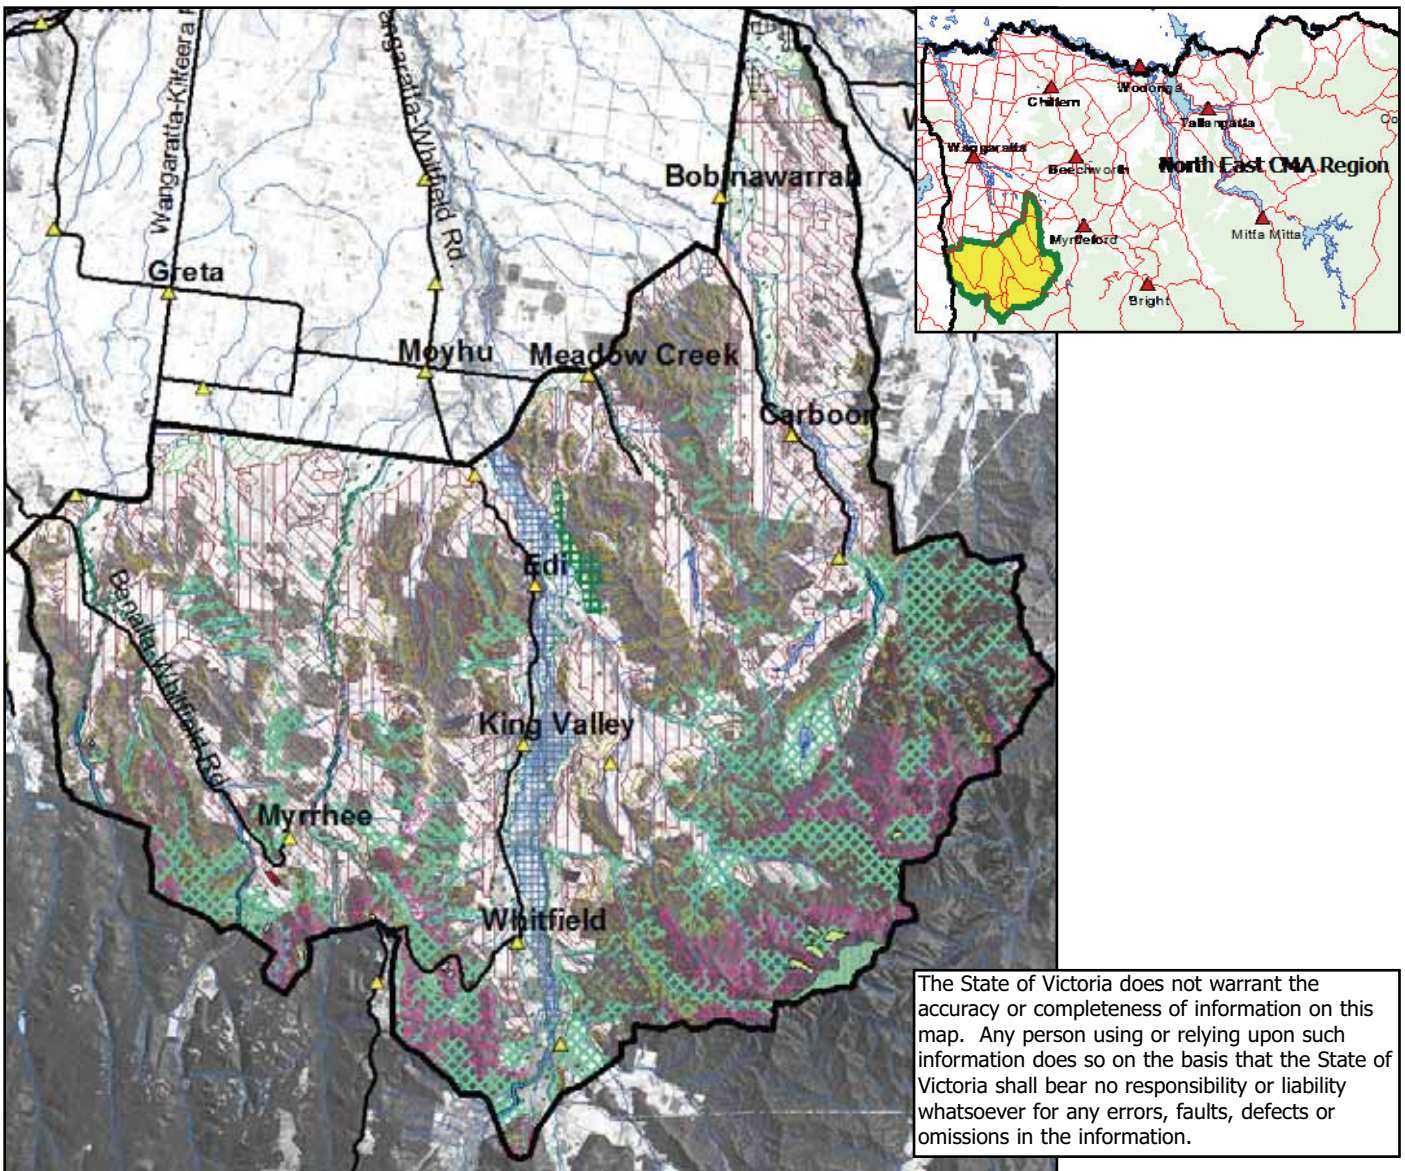 Wangaratta-Kilfeera R
angaratta-Whitfield Rd.
Bobinawarrah
Greta
Moyhu
Meadow Creek
Carboor
Edi
Benalla-Whitfield Rd.
King Valley
Myrrhee
Whitfield
Wodonga
Chiltern
Tallangatta
Co
Wangaratta
Beechworth
North East CMA Region
Myrtleford
Mitta Mitta
Bright
The State of Victoria does not warrant the
accuracy or completeness of information on this
map. Any person using or relying upon such
information does so on the basis that the State of
Victoria shall bear no responsibility or liability
whatsoever for any errors, faults, defects or
omissions in the information.